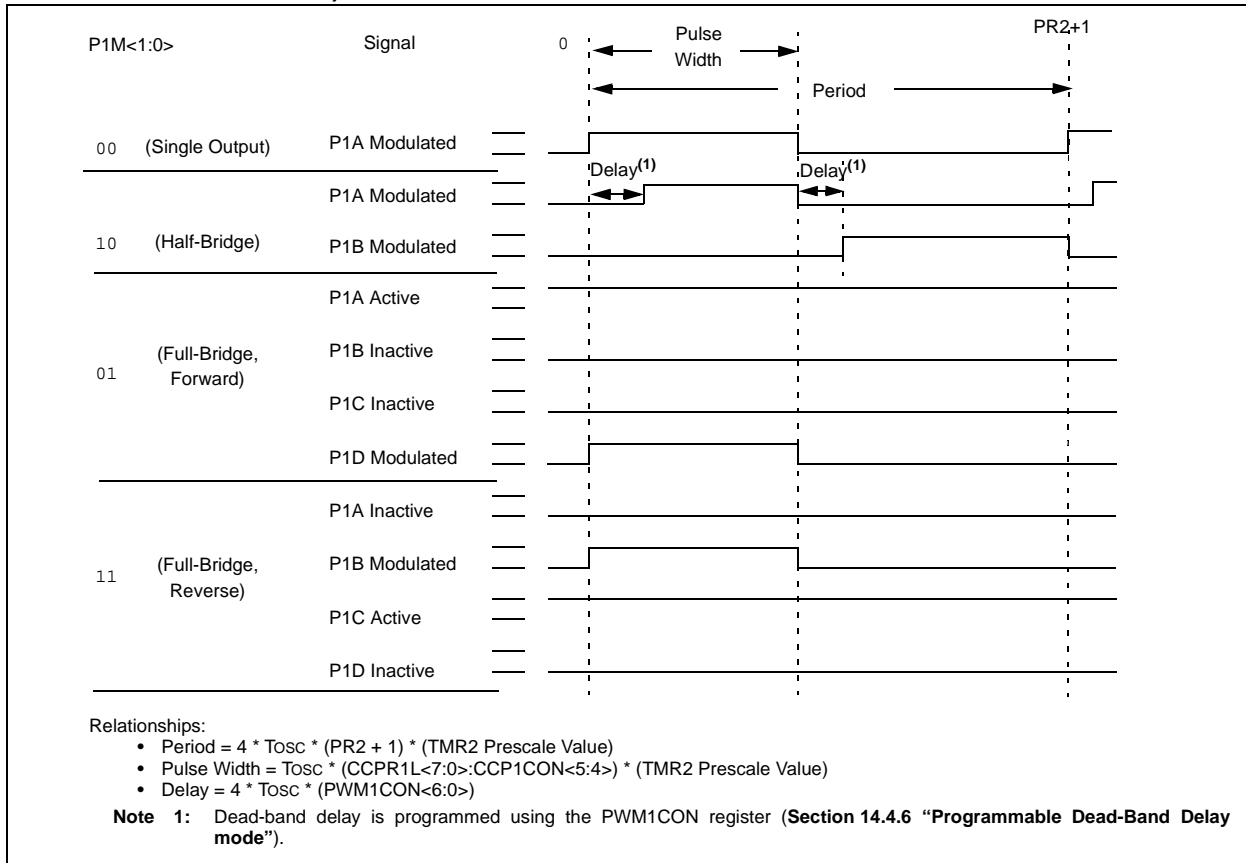 P1M<1:0> Signal 0 Pulse Width PR2+1
Period
00 (Single Output) P1A Modulated
Delay(1) Delay(1)
P1A Modulated
10 (Half-Bridge) P1B Modulated
P1A Active
01 (Full-Bridge, Forward) P1B Inactive
P1C Inactive
P1D Modulated
P1A Inactive
11 (Full-Bridge, Reverse) P1B Modulated
P1C Active
P1D Inactive
Relationships:
• Period = 4 * TOSC * (PR2 + 1) * (TMR2 Prescale Value)
• Pulse Width = TOSC * (CCPR1L<7:0>:CCP1CON<5:4>) * (TMR2 Prescale Value)
• Delay = 4 * TOSC * (PWM1CON<6:0>)
Note 1: Dead-band delay is programmed using the PWM1CON register (Section 14.4.6 “Programmable Dead-Band Delay
mode”).